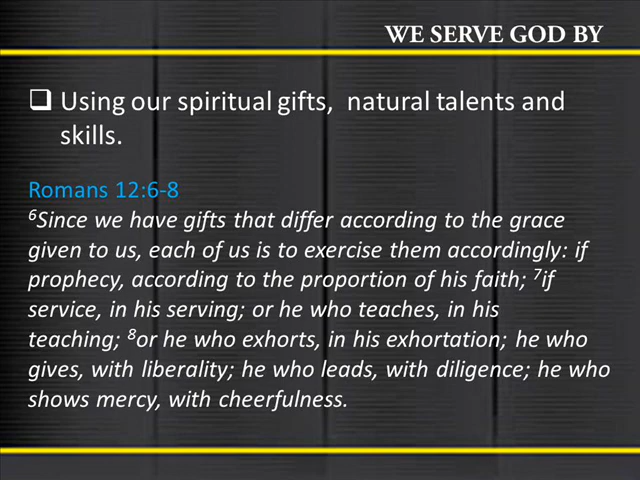 WE SERVE GOD BY
❑ Using our spiritual gifts,  natural talents and
skills.
Romans 12:6-8
⁶Since we have gifts that differ according to the grace
given to us, each of us is to exercise them accordingly: if
prophecy, according to the proportion of his faith; ⁷if
service, in his serving; or he who teaches, in his
teaching; ⁸or he who exhorts, in his exhortation; he who
gives, with liberality; he who leads, with diligence; he who
shows mercy, with cheerfulness.